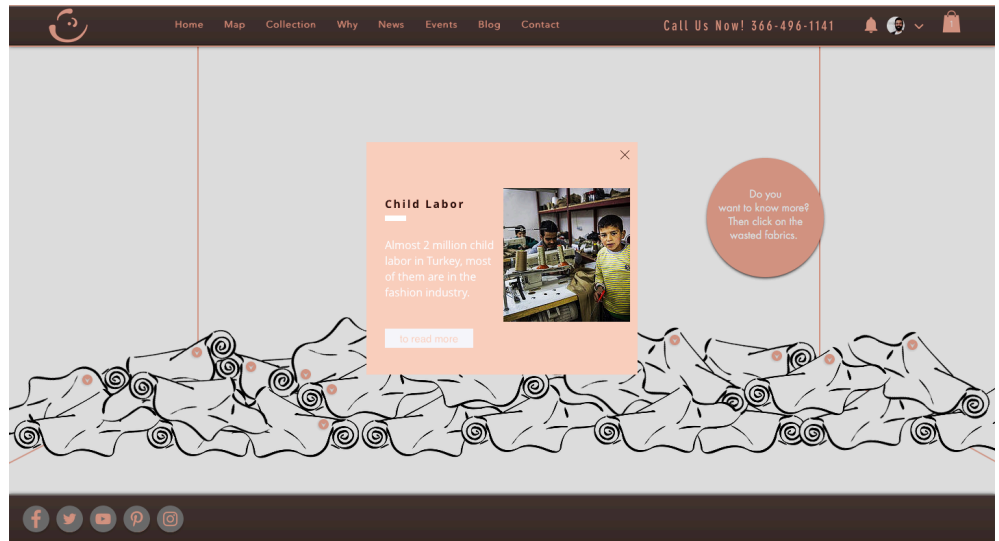 Home Map Collection Why News Events Blog Contact Call Us Now! 366-496-1141
Child Labor
Almost 2 million child
labor in Turkey, most
of them are in the
fashion industry.
to read more
Do you
want to know more?
Then click on the
wasted fabrics.